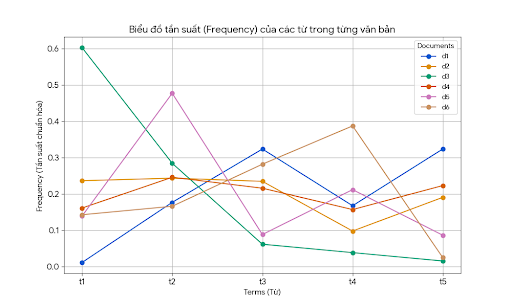 Biểu đồ tần suất (Frequency) của các từ trong từng văn bản
Documents
d1
d2
d3
d4
d5
d6
Frequency (Tần suất chuẩn hóa)
0.6
0.5
0.4
0.3
0.2
0.1
0.0
t1 t2 t3 t4 t5
Terms (Từ)